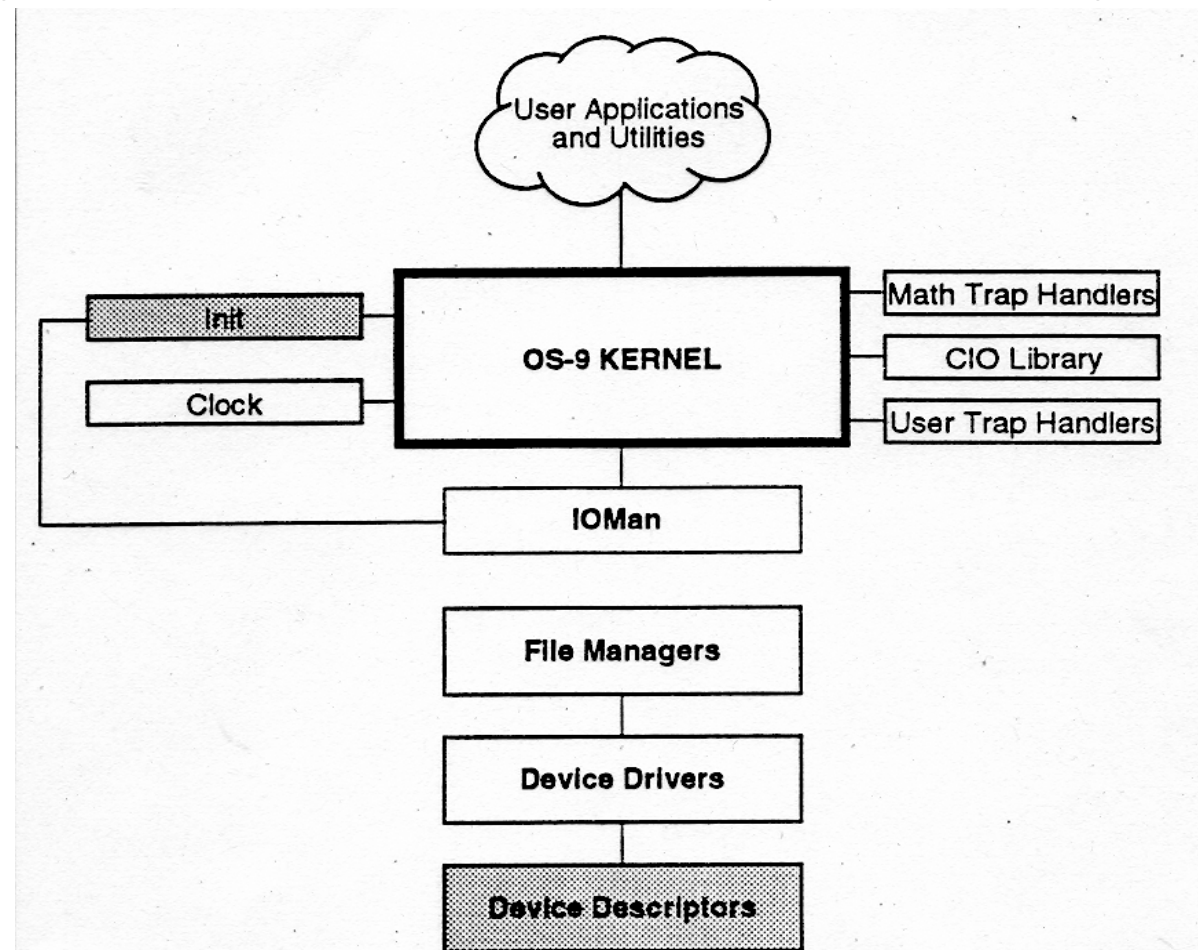 User Applications
and Utilities
Init
Clock
OS-9 KERNEL
Math Trap Handlers
CIO Library
User Trap Handlers
IOMan
File Managers
Device Drivers
Device Descriptors